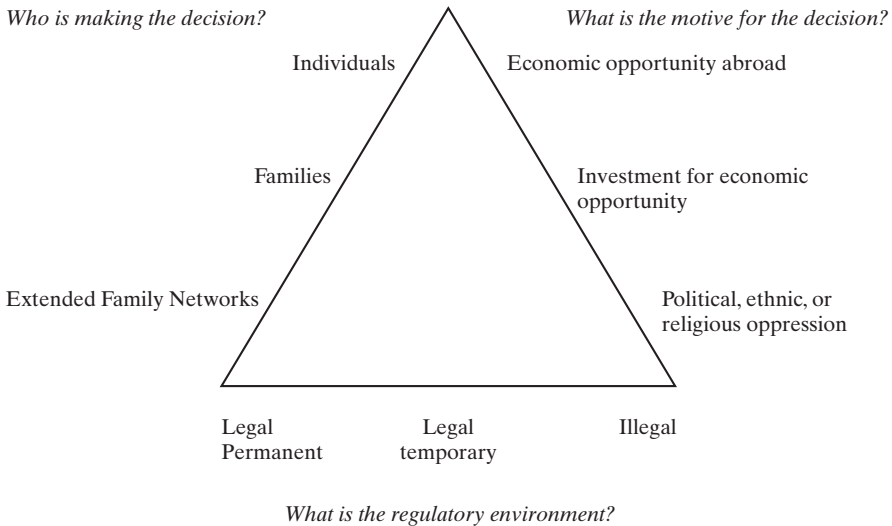 Who is making the decision?
What is the motive for the decision?
Individuals
Economic opportunity abroad
Families
Investment for economic
opportunity
Extended Family Networks
Political, ethnic, or
religious oppression
Legal
Permanent
Legal
temporary
Illegal
What is the regulatory environment?